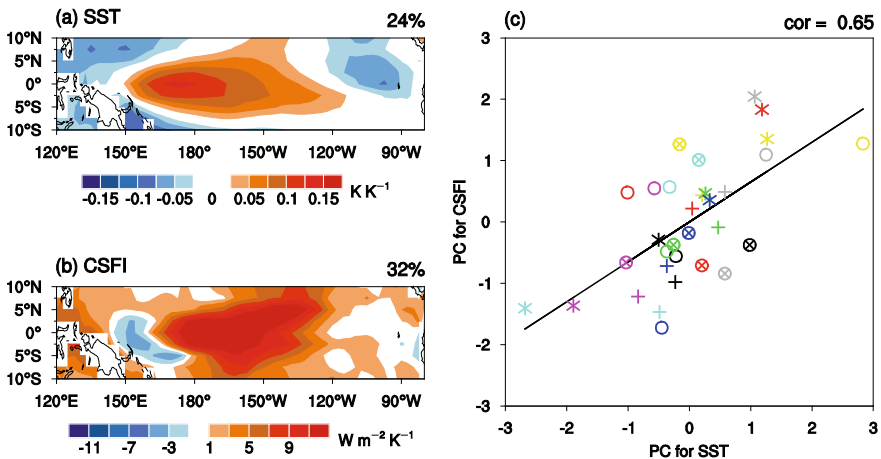 (a) SST 24%
10°N
5°N
0°
5°S
10°S
120°E 150°E 180°W 150°W 120°W 90°W
-0.15 -0.1 -0.05 0 0.05 0.1 0.15 K K⁻¹
(b) CSFI 32%
10°N
5°N
0°
5°S
10°S
120°E 150°E 180°W 150°W 120°W 90°W
-11 -7 -3 1 5 9 W m⁻² K⁻¹
(c) cor = 0.65
PC for CSFI
3
2
1
0
-1
-2
-3
-3 -2 -1 0 1 2 3
PC for SST